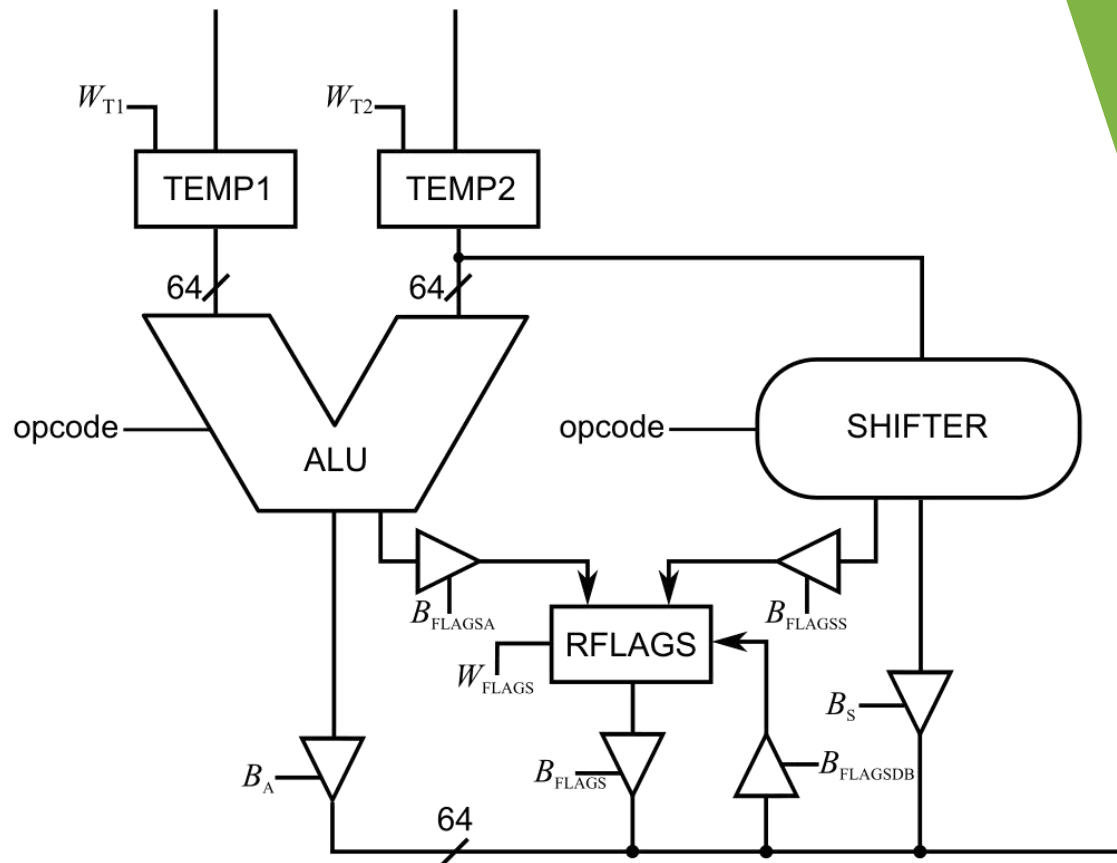 W_T1
W_T2
TEMP1
TEMP2
64
64
opcode
ALU
opcode
SHIFTER
B_FLAGSA
B_FLAGSS
RFLAGS
W_FLAGS
B_S
B_A
B_FLAGS
B_FLAGSDB
64